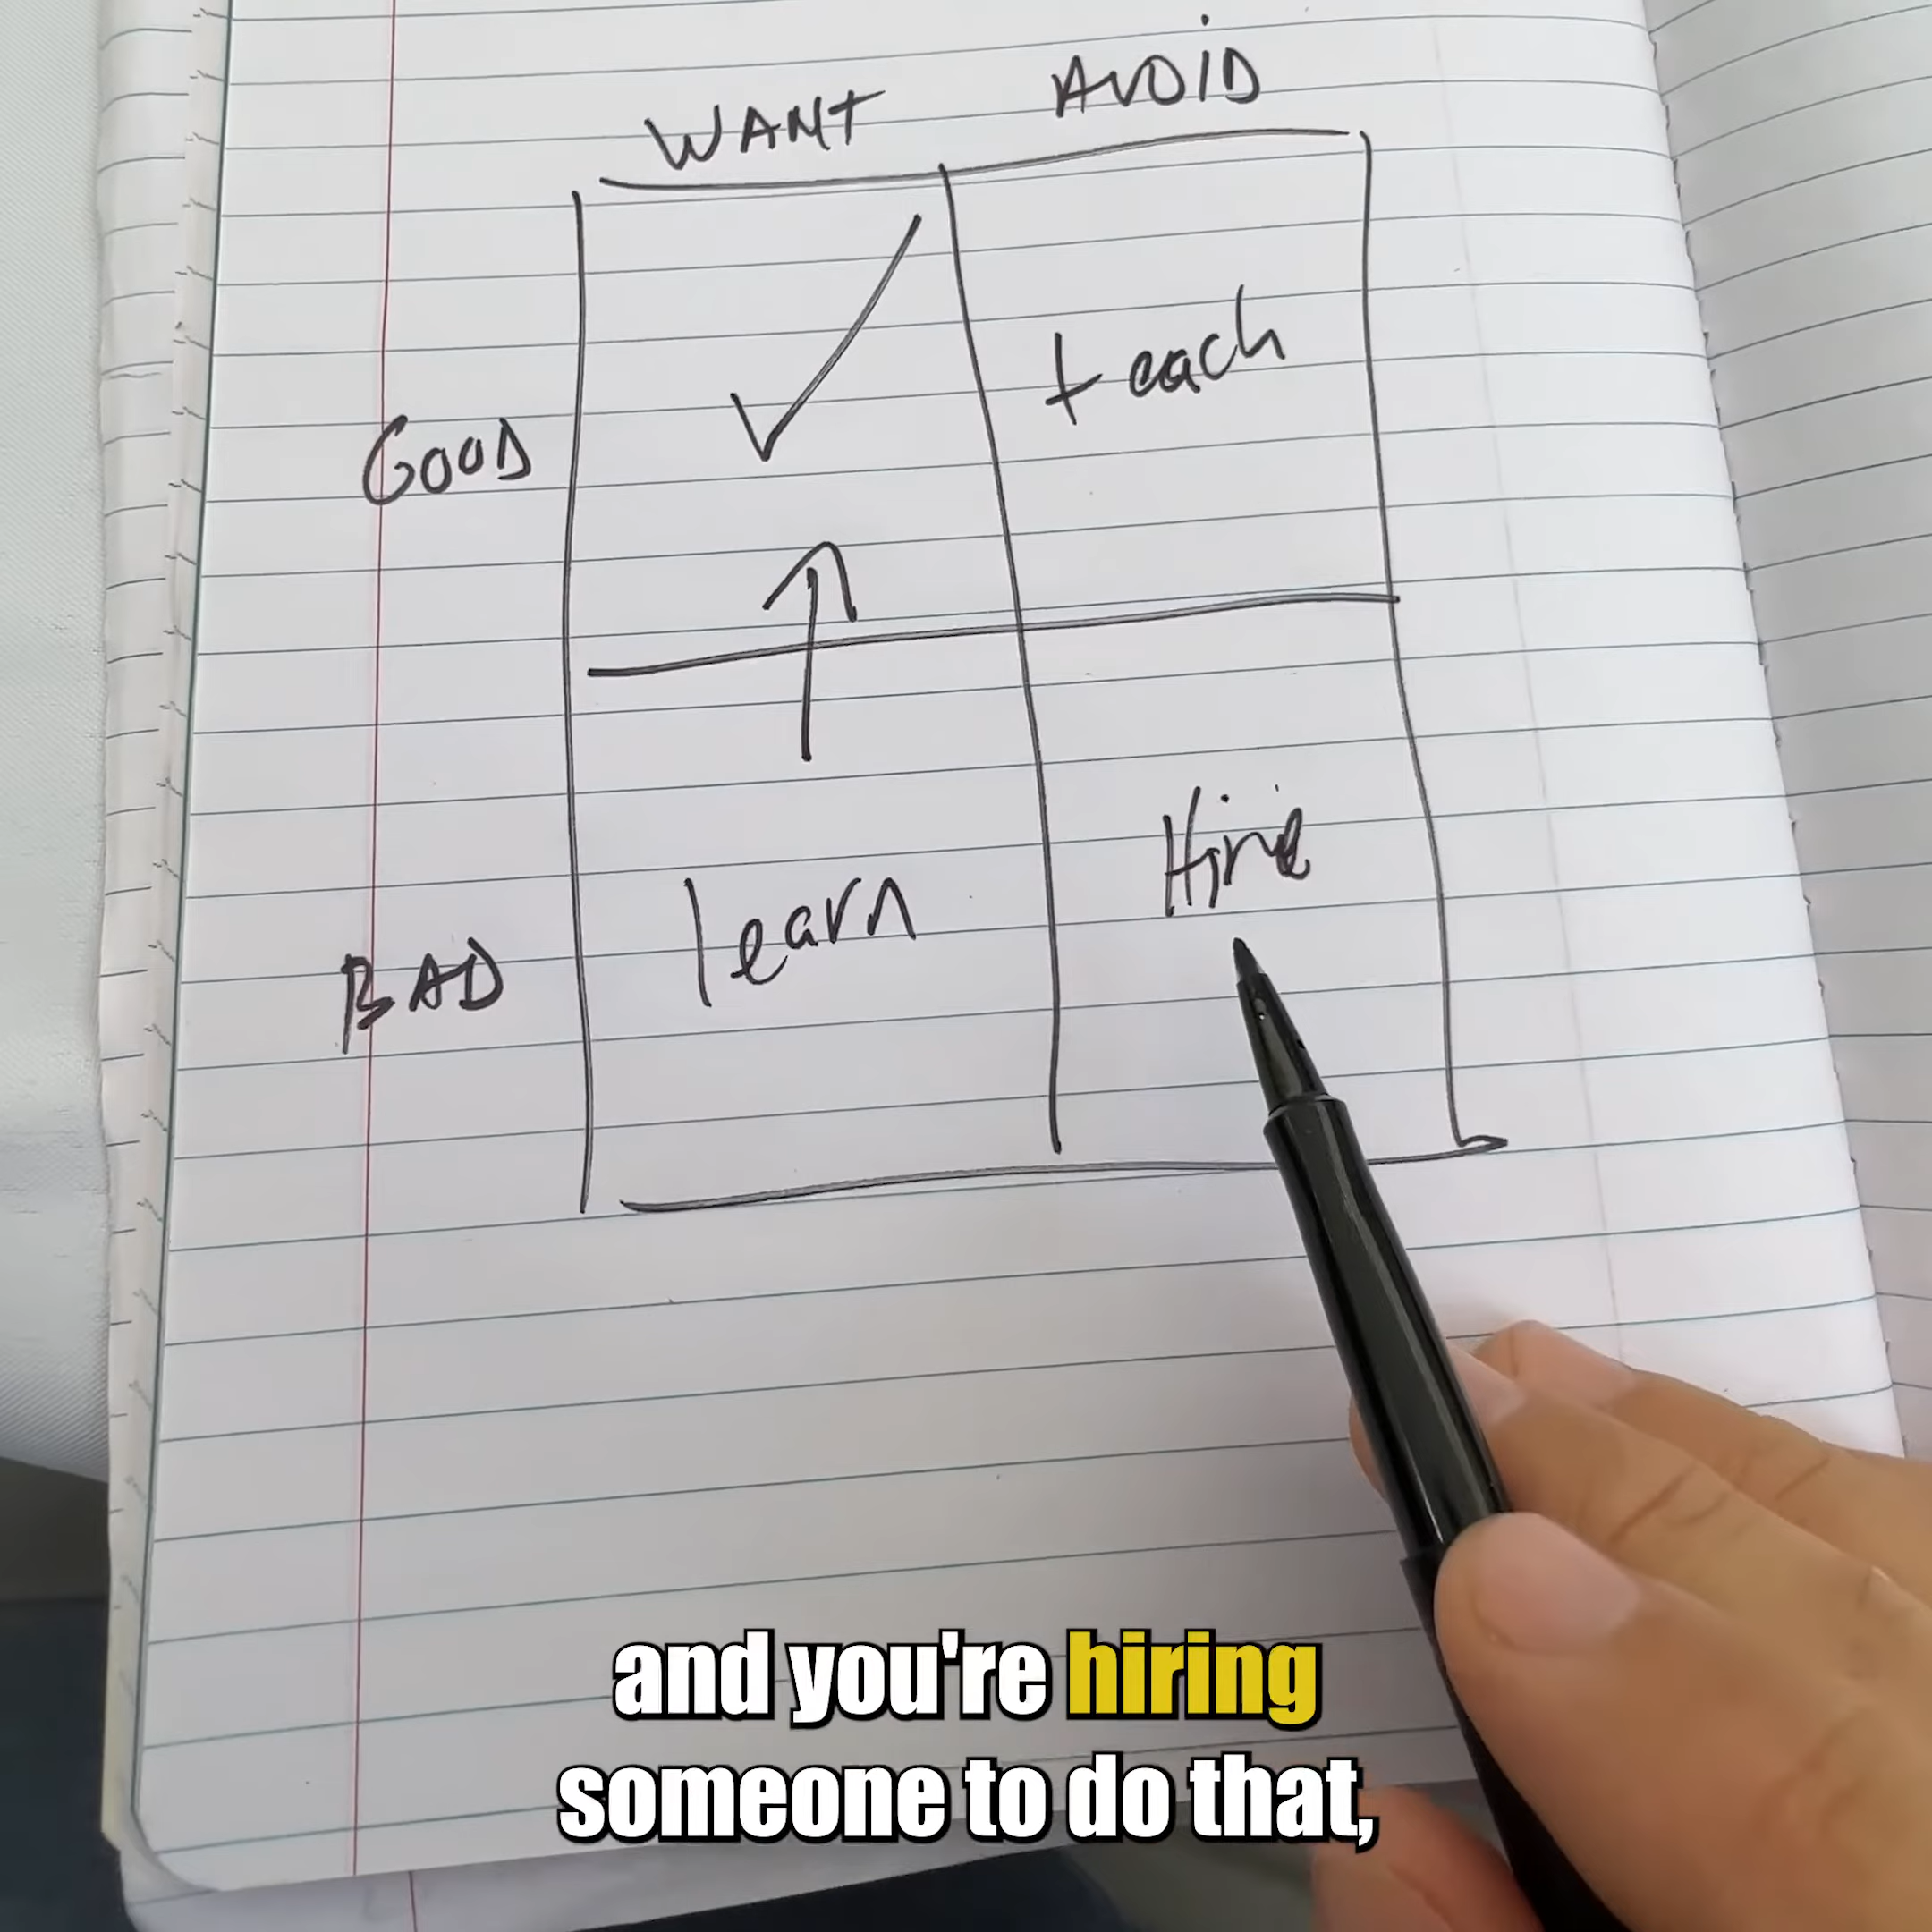 WANT AVOID
GOOD teach
BAD learn Hire
and you're hiring
someone to do that,